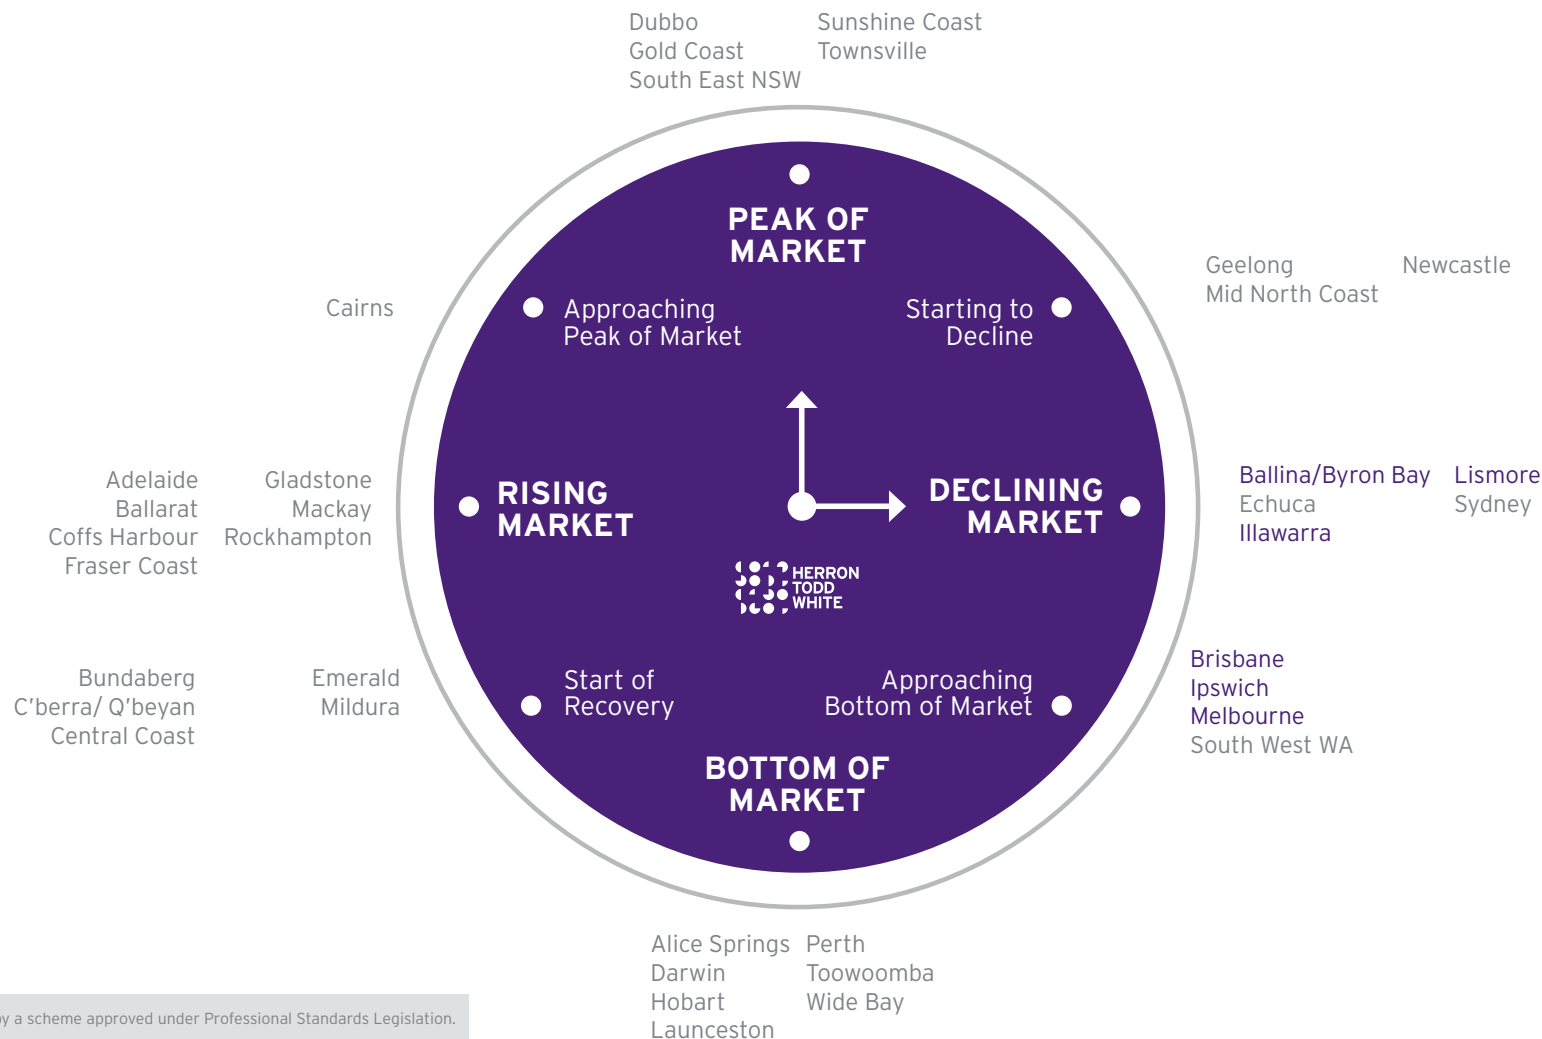 Dubbo
Gold Coast
South East NSW
Sunshine Coast
Townsville
PEAK OF
MARKET
Cairns
Approaching
Peak of Market
Starting to
Decline
Geelong
Mid North Coast
Newcastle
Adelaide
Ballarat
Coffs Harbour
Fraser Coast
Gladstone
Mackay
Rockhampton
RISING
MARKET
DECLINING
MARKET
Ballina/Byron Bay
Echuca
Illawarra
Lismore
Sydney
HERRON
TODD
WHITE
Bundaberg
C'berra/ Q'beyan
Central Coast
Emerald
Mildura
Start of
Recovery
Approaching
Bottom of Market
Brisbane
Ipswich
Melbourne
South West WA
BOTTOM OF
MARKET
Alice Springs
Darwin
Hobart
Launceston
Perth
Toowoomba
Wide Bay
a scheme approved under Professional Standards Legislation.